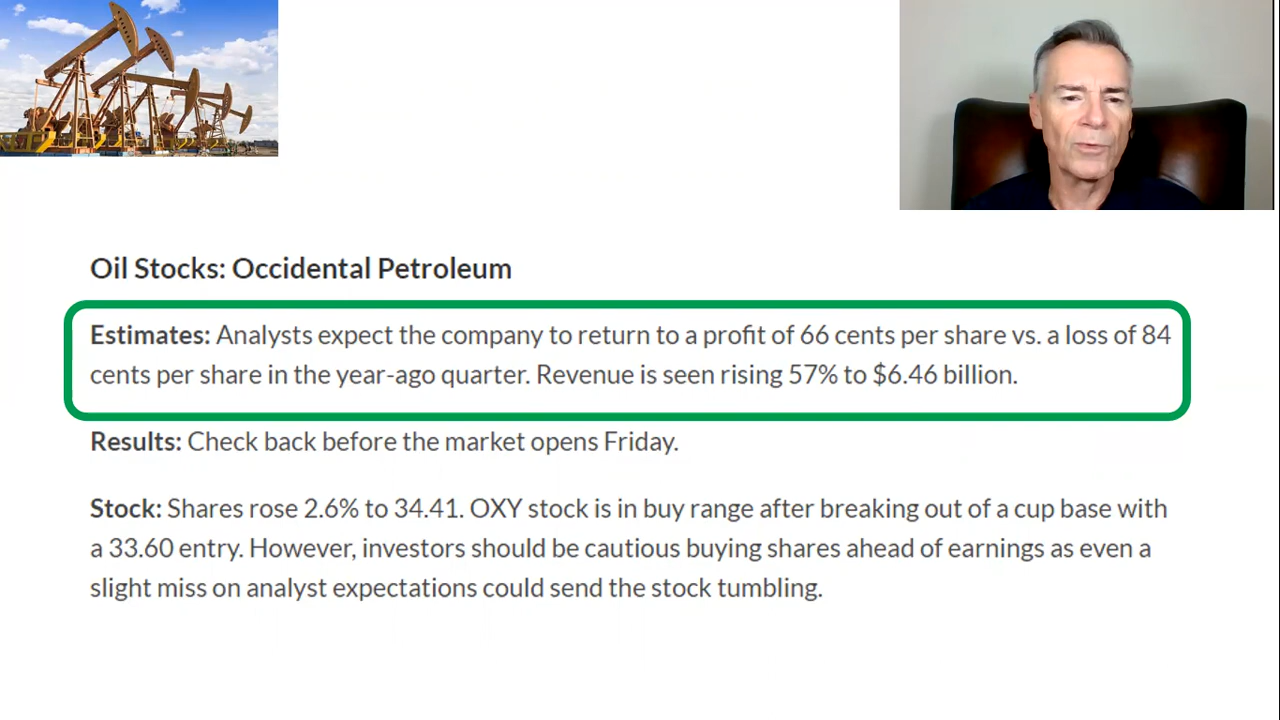 Oil Stocks: Occidental Petroleum
Estimates: Analysts expect the company to return to a profit of 66 cents per share vs. a loss of 84
cents per share in the year-ago quarter. Revenue is seen rising 57% to $6.46 billion.
Results: Check back before the market opens Friday.
Stock: Shares rose 2.6% to 34.41. OXY stock is in buy range after breaking out of a cup base with
a 33.60 entry. However, investors should be cautious buying shares ahead of earnings as even a
slight miss on analyst expectations could send the stock tumbling.